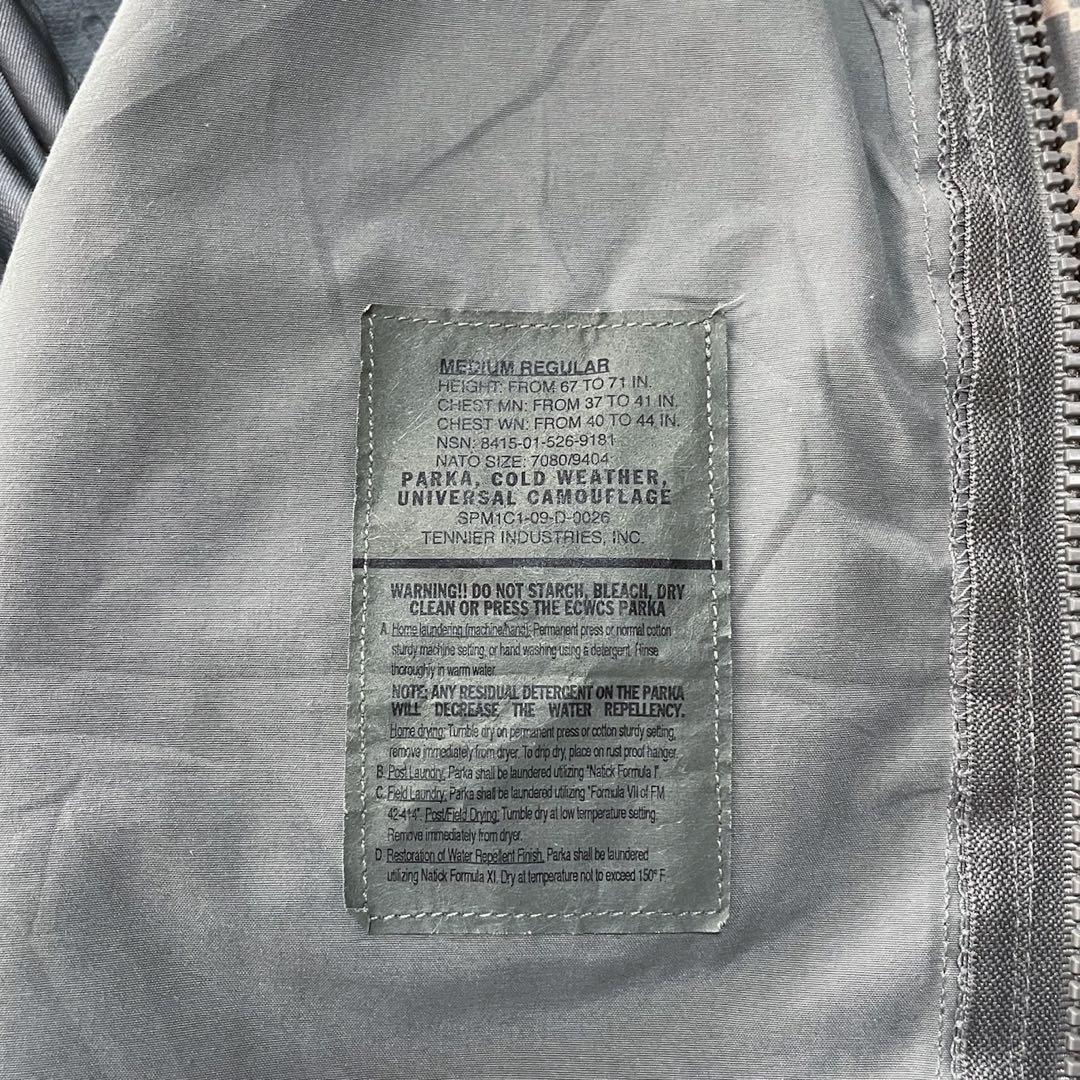 MEDIUM REGULAR
HEIGHT: FROM 67 TO 71 IN.
CHEST MN: FROM 37 TO 41 IN.
CHEST WN: FROM 40 TO 44 IN.
NSN: 8415-01-526-9181
NATO SIZE: 7080/9404
PARKA, COLD WEATHER,
UNIVERSAL CAMOUFLAGE
SPM1C1-09-D-0026
TENNIER INDUSTRIES, INC.
WARNING!! DO NOT STARCH, BLEACH, DRY
CLEAN OR PRESS THE ECWCS PARKA
A. Home laundering (machine/hand): Permanent press or normal cotton
sturdy machine setting, or hand washing using a detergent. Rinse
thoroughly in warm water.
NOTE: ANY RESIDUAL DETERGENT ON THE PARKA
WILL DECREASE THE WATER REPELLENCY.
Home drying: Tumble dry on permanent press or cotton sturdy setting,
remove immediately from dryer. To drip dry, place on rust proof hanger.
B. Post Laundry: Parka shall be laundered utilizing "Natick Formula I".
C. Field Laundry: Parka shall be laundered utilizing "Formula VII of FM
42-414". Post/Field Drying: Tumble dry at low temperature setting.
Remove immediately from dryer.
D. Restoration of Water Repellent Finish. Parka shall be laundered
utilizing Natick Formula XI. Dry at temperature not to exceed 150° F.